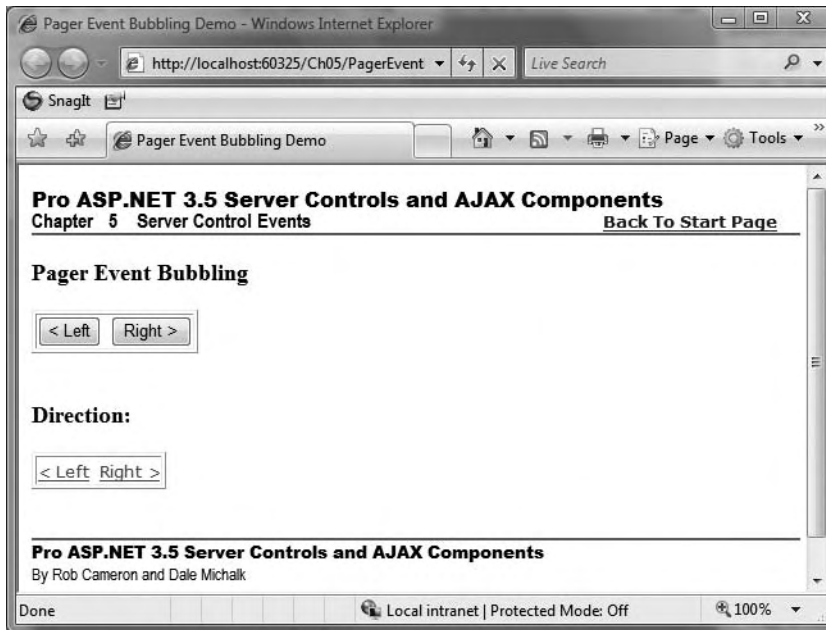 Pager Event Bubbling Demo - Windows Internet Explorer
http://localhost:60325/Ch05/PagerEvent
Live Search
SnagIt
Pager Event Bubbling Demo
Page
Tools
Pro ASP.NET 3.5 Server Controls and AJAX Components
Chapter 5 Server Control Events
Back To Start Page
Pager Event Bubbling
< Left Right >
Direction:
< Left Right >
Pro ASP.NET 3.5 Server Controls and AJAX Components
By Rob Cameron and Dale Michalk
Done
Local intranet | Protected Mode: Off
100%